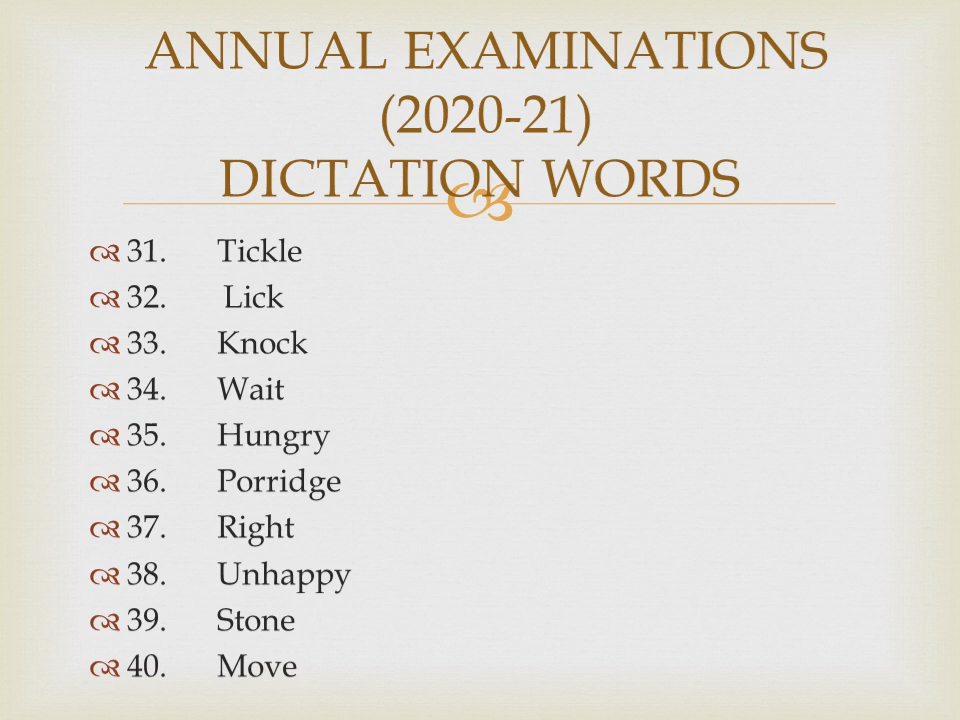 ANNUAL EXAMINATIONS
(2020-21)
DICTATION WORDS
31. Tickle
32. Lick
33. Knock
34. Wait
35. Hungry
36. Porridge
37. Right
38. Unhappy
39. Stone
40. Move